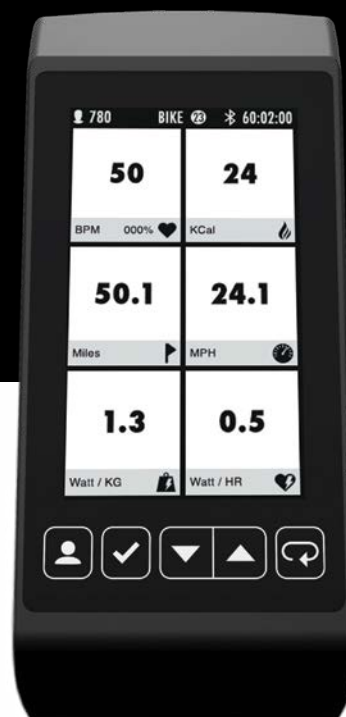 780 BIKE 23 60:02:00
50 24
BPM 000% KCal
50.1 24.1
Miles MPH
1.3 0.5
Watt / KG Watt / HR